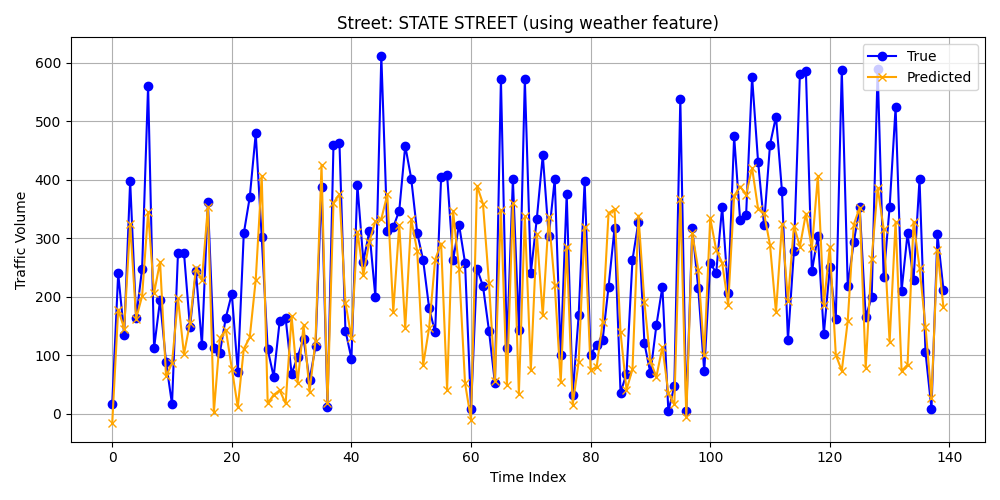 Street: STATE STREET (using weather feature)
True
Predicted
Traffic Volume
600
500
400
300
200
100
0
0 20 40 60 80 100 120 140
Time Index